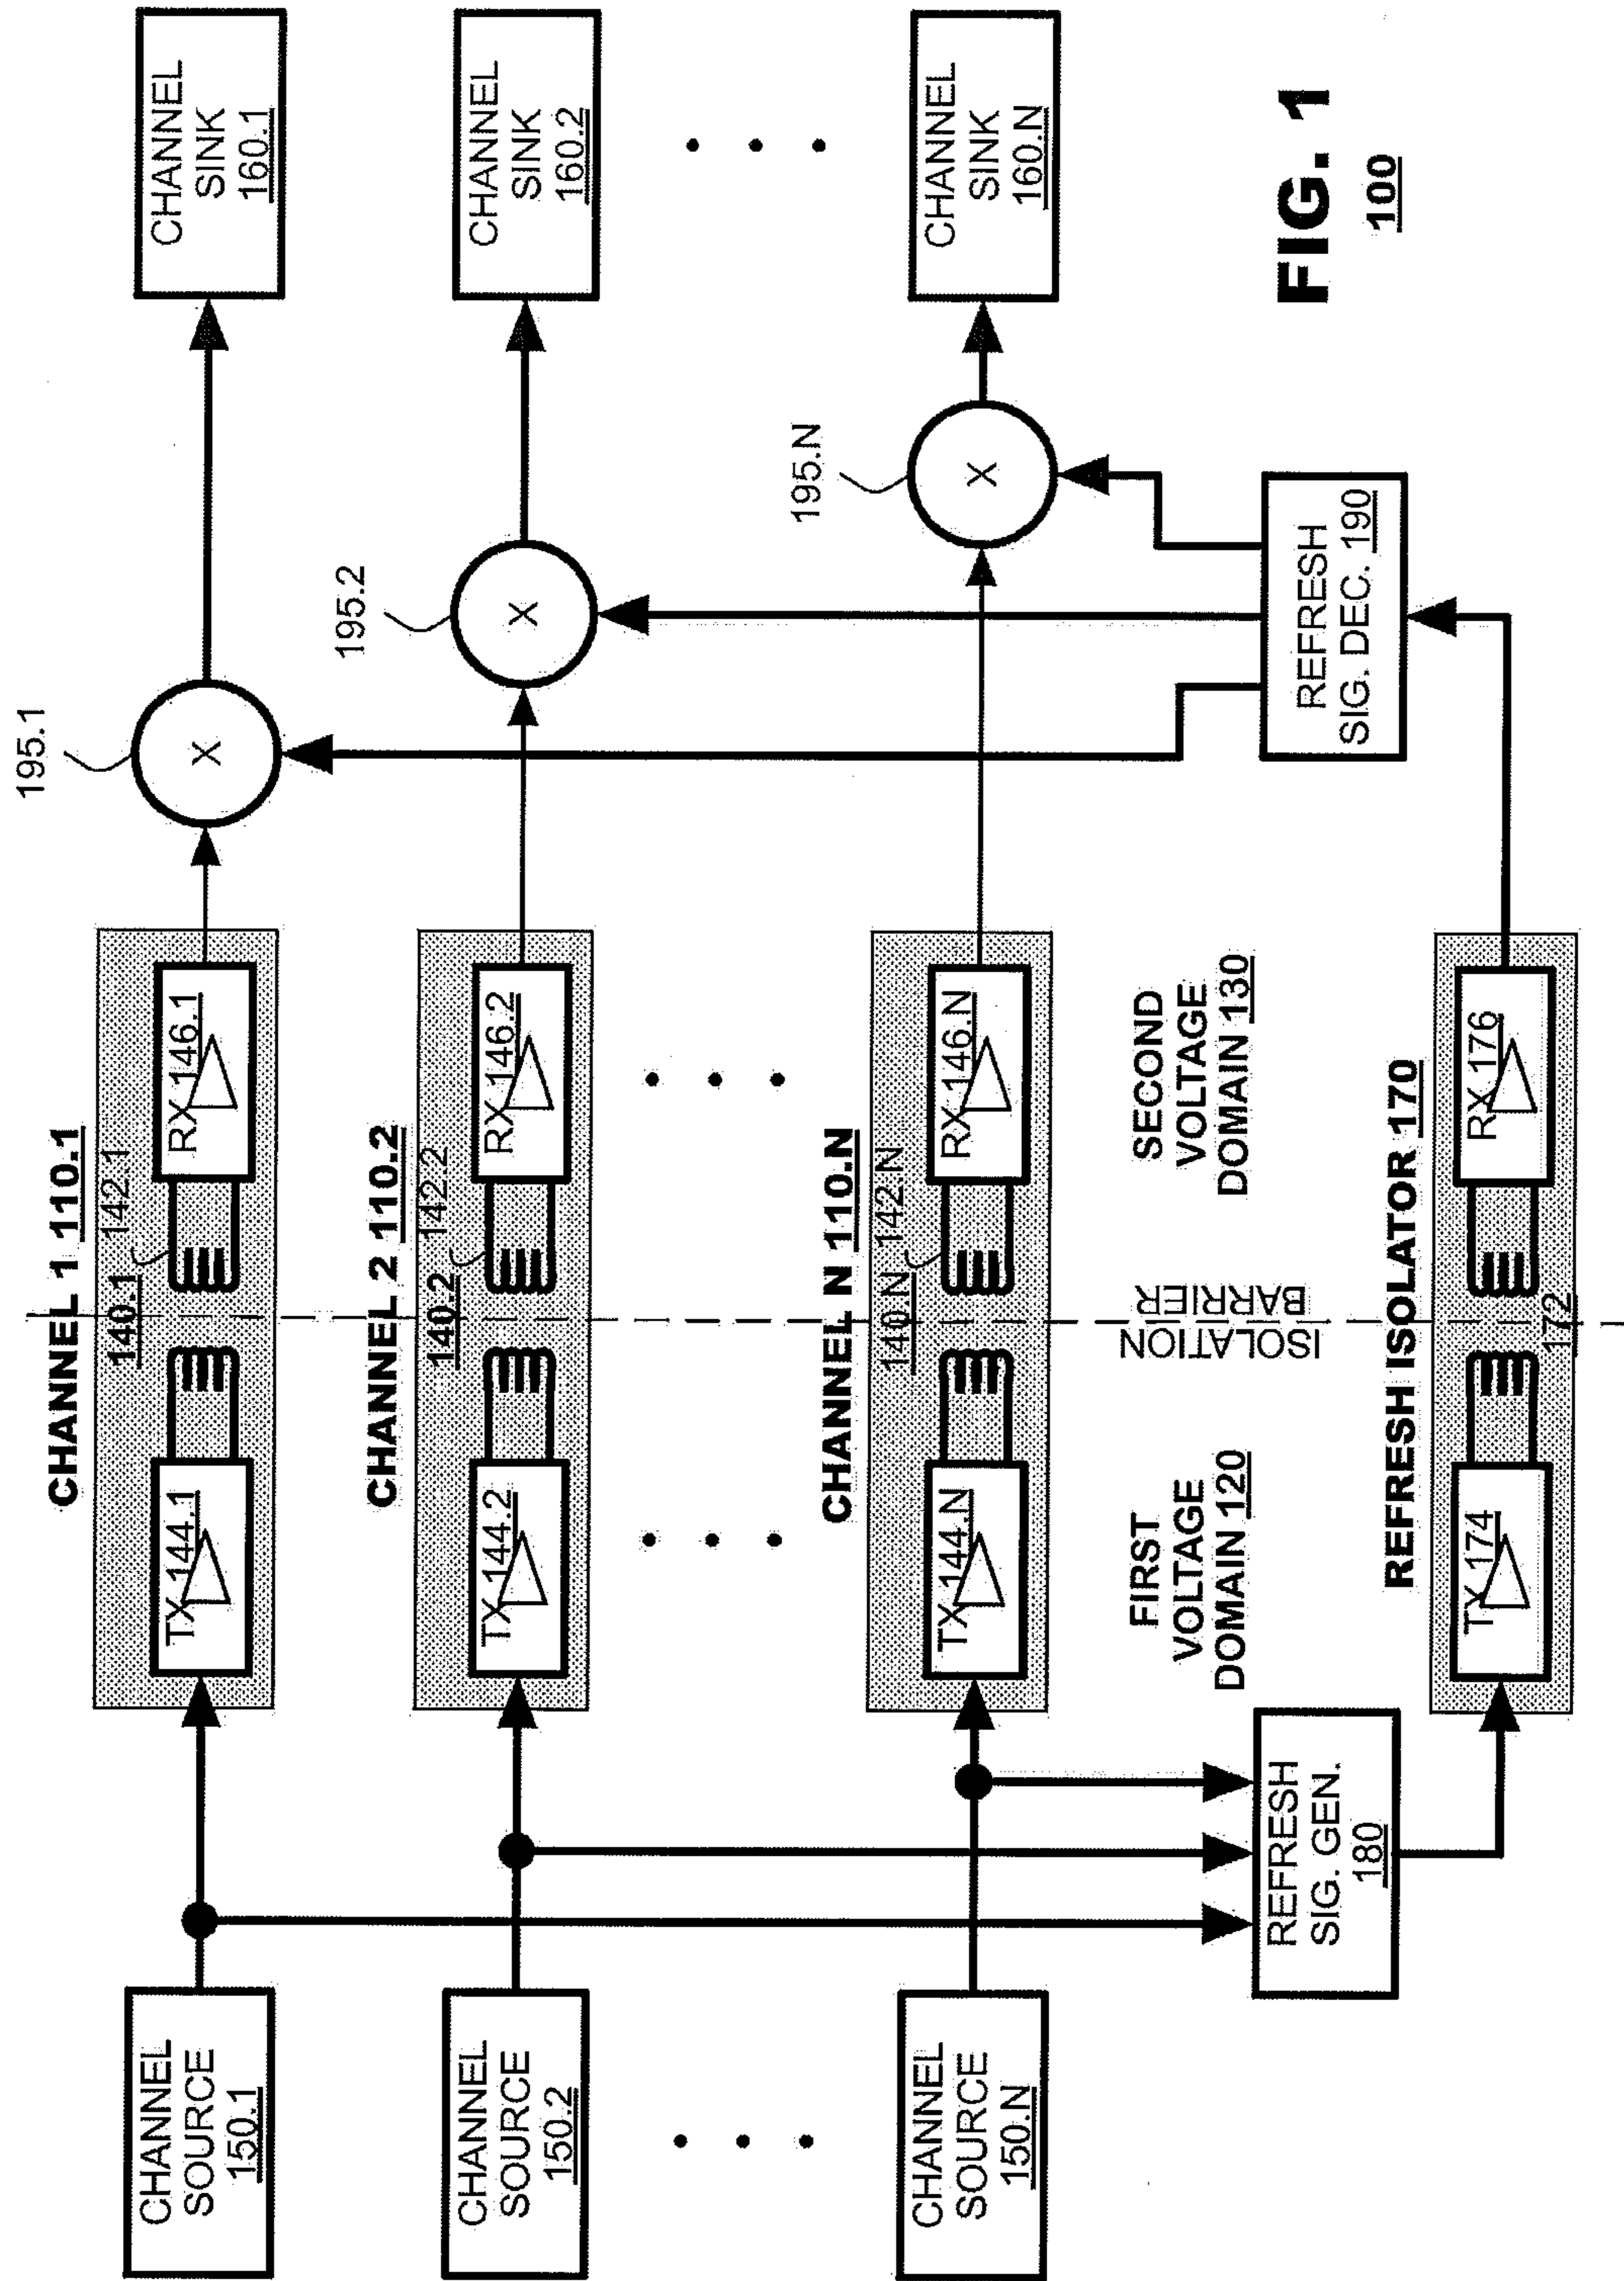 CHANNEL 1 110.1
140.1
142.1
TX 144.1
RX 146.1
CHANNEL
SOURCE
150.1
195.1
X
CHANNEL
SINK
160.1
CHANNEL 2 110.2
140.2
142.2
TX 144.2
RX 146.2
CHANNEL
SOURCE
150.2
195.2
X
CHANNEL
SINK
160.2
CHANNEL N 110.N
140.N
142.N
TX 144.N
RX 146.N
CHANNEL
SOURCE
150.N
195.N
X
CHANNEL
SINK
160.N
FIRST
VOLTAGE
DOMAIN 120
ISOLATION
BARRIER
SECOND
VOLTAGE
DOMAIN 130
REFRESH
SIG. GEN.
180
REFRESH ISOLATOR 170
TX 174
RX 176
172
REFRESH
SIG. DEC. 190
FIG. 1
100